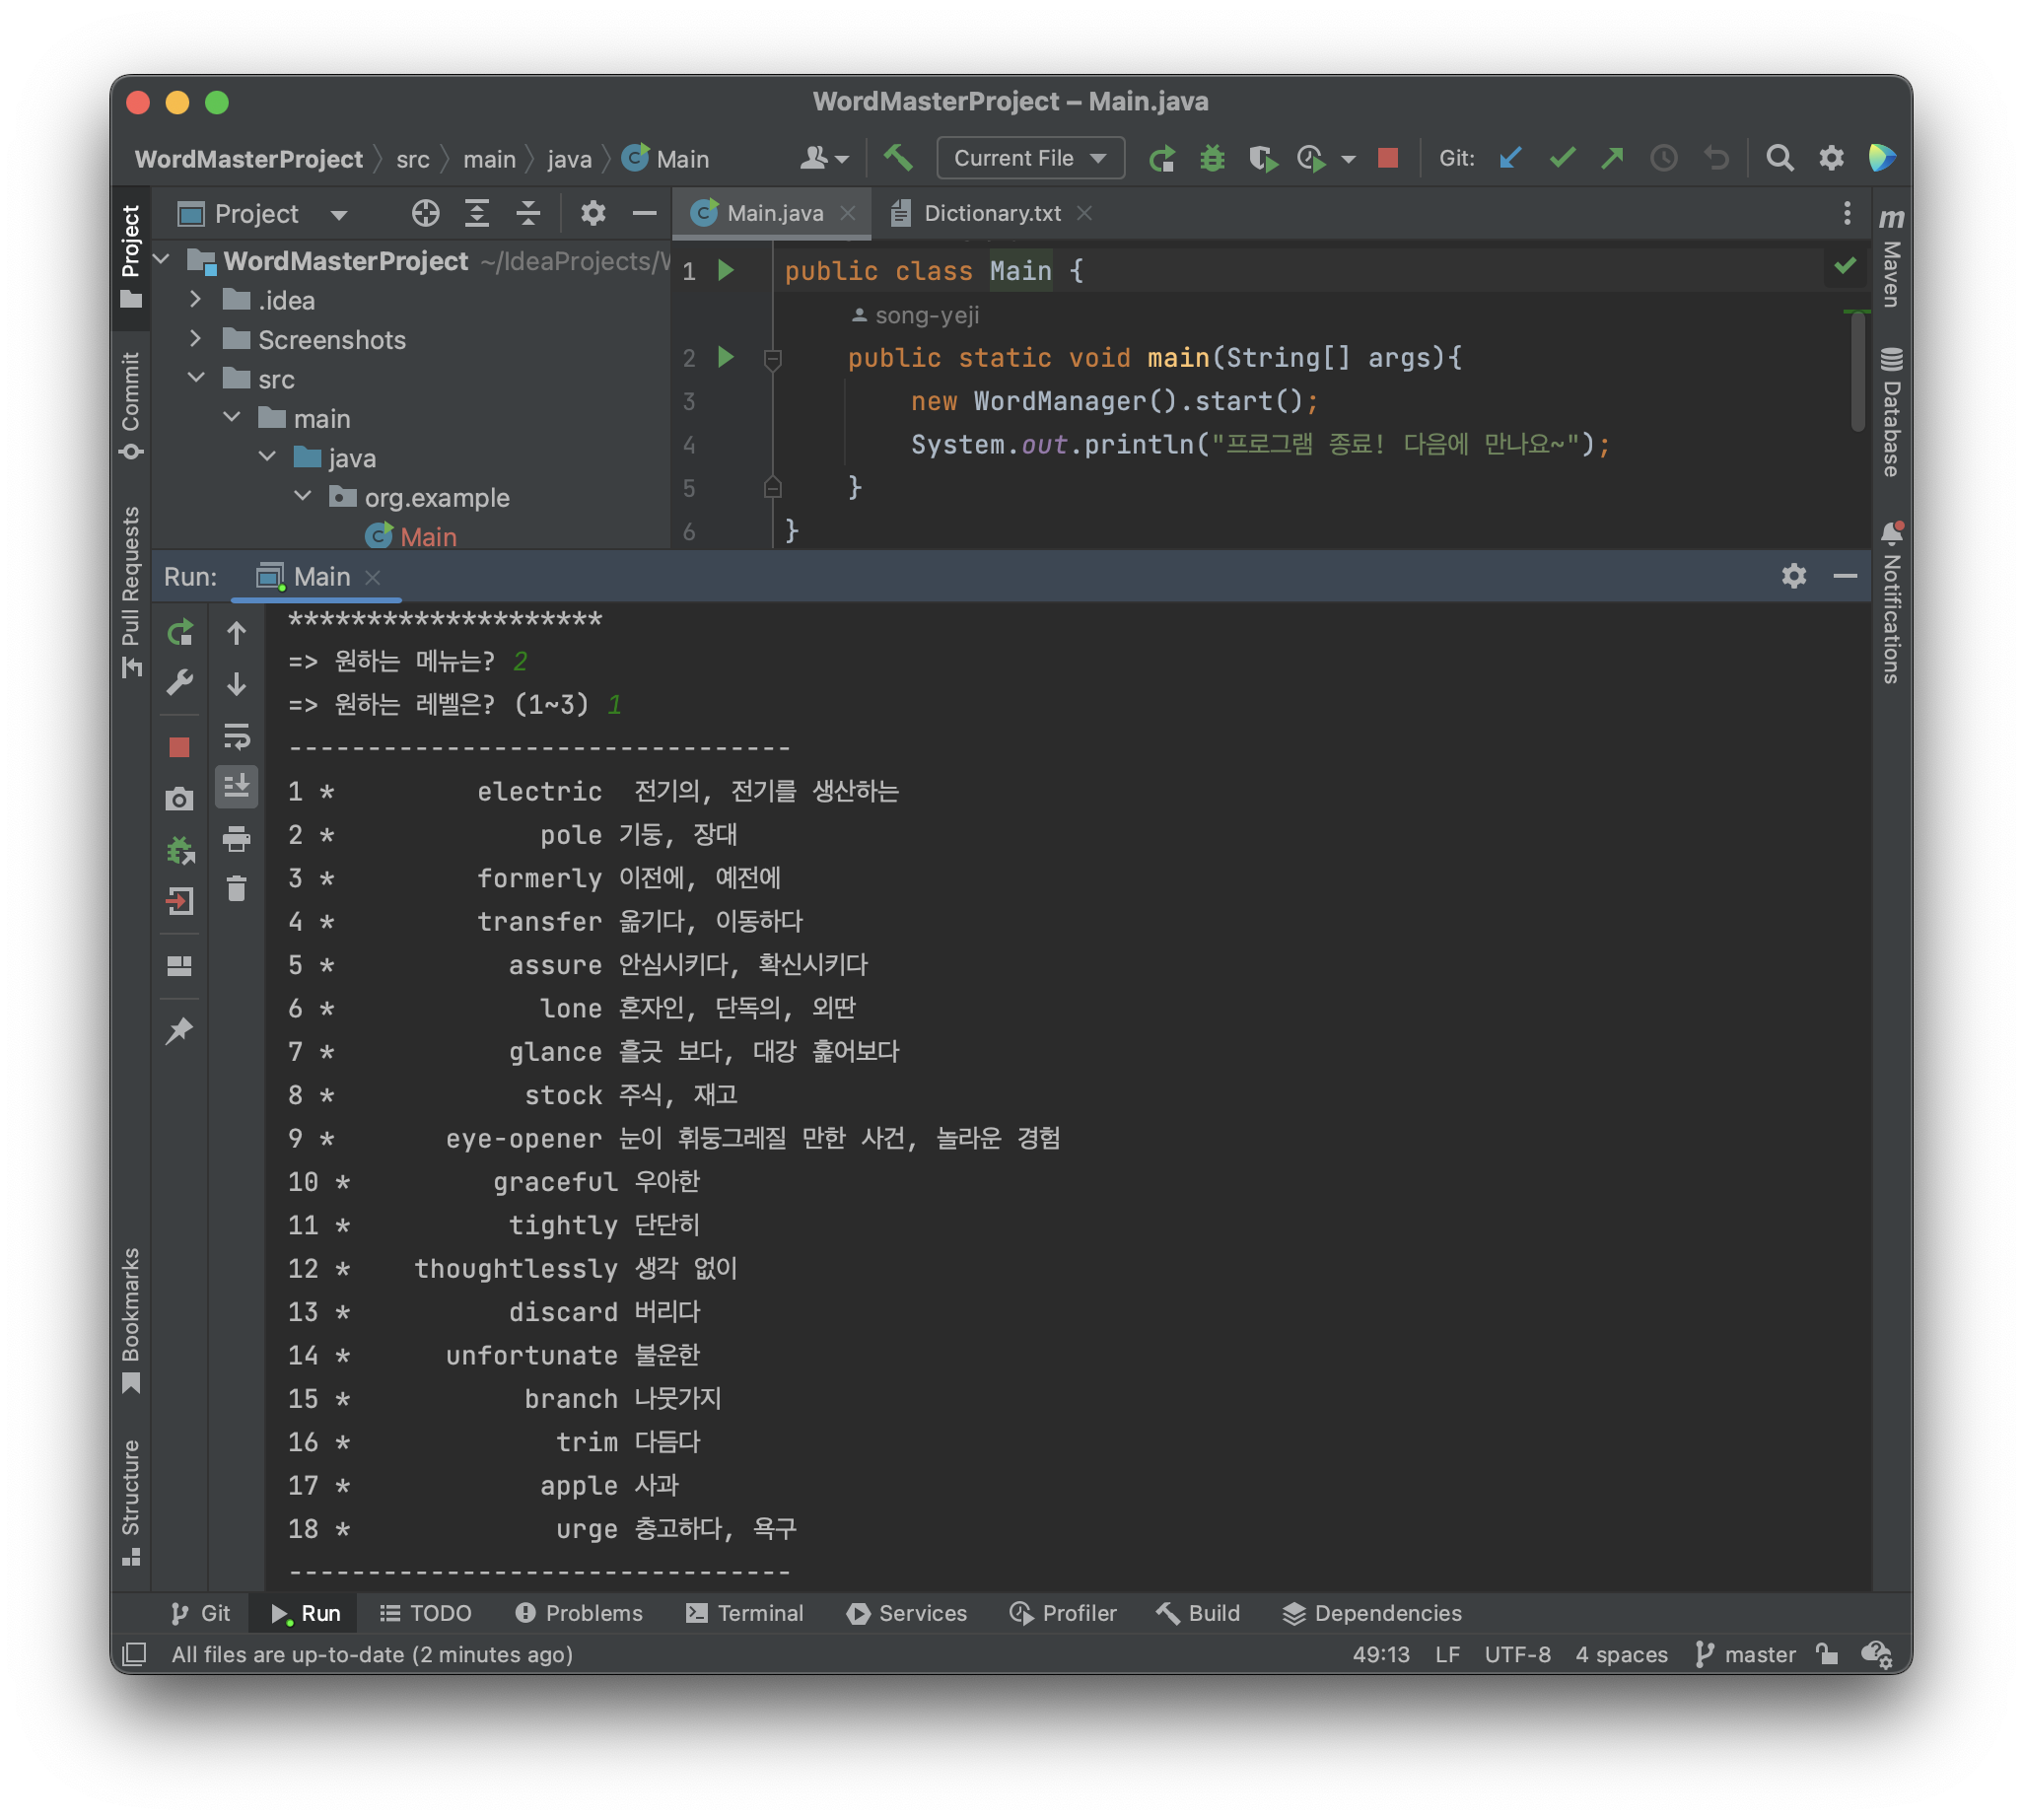 WordMasterProject – Main.java
WordMasterProject src main java Main Current File Git:
Project
Main.java Dictionary.txt
WordMasterProject ~/IdeaProjects/
.idea
Screenshots
src
main
java
org.example
Main
1 public class Main {
song-yeji
2 public static void main(String[] args){
3 new WordManager().start();
4 System.out.println("프로그램 종료! 다음에 만나요~");
5 }
6 }
Project
Commit
Pull Requests
Bookmarks
Structure
m Maven
Database
Notifications
Run: Main
********************
=> 원하는 메뉴는? 2
=> 원하는 레벨은? (1~3) 1
--------------------------------
1 * electric 전기의, 전기를 생산하는
2 * pole 기둥, 장대
3 * formerly 이전에, 예전에
4 * transfer 옮기다, 이동하다
5 * assure 안심시키다, 확신시키다
6 * lone 혼자인, 단독의, 외딴
7 * glance 흘긋 보다, 대강 훑어보다
8 * stock 주식, 재고
9 * eye-opener 눈이 휘둥그레질 만한 사건, 놀라운 경험
10 * graceful 우아한
11 * tightly 단단히
12 * thoughtlessly 생각 없이
13 * discard 버리다
14 * unfortunate 불운한
15 * branch 나뭇가지
16 * trim 다듬다
17 * apple 사과
18 * urge 충고하다, 욕구
--------------------------------
Git Run TODO Problems Terminal Services Profiler Build Dependencies
All files are up-to-date (2 minutes ago) 49:13 LF UTF-8 4 spaces master